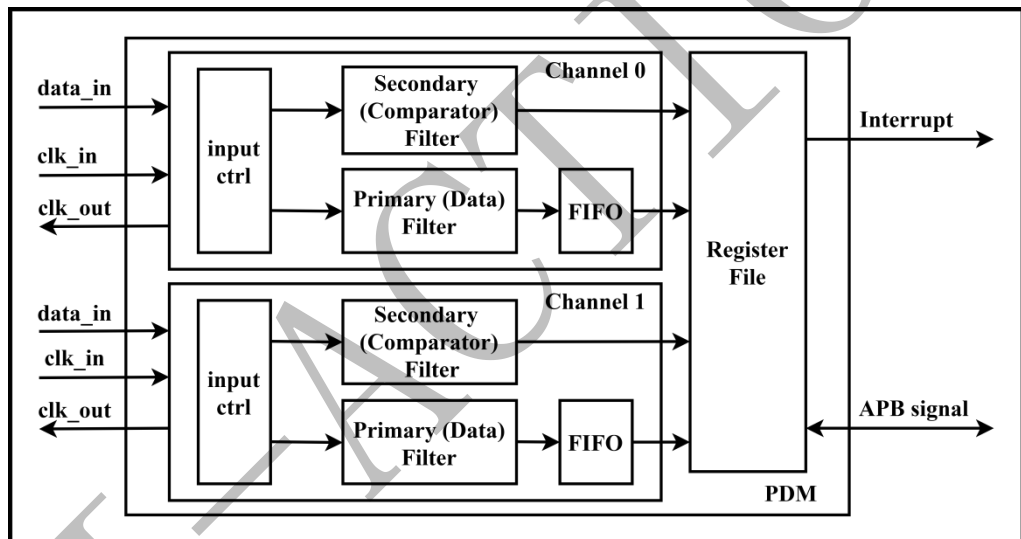 Channel 0
data_in
clk_in
clk_out
input
ctrl
Secondary
(Comparator)
Filter
Primary (Data)
Filter
FIFO
Channel 1
data_in
clk_in
clk_out
input
ctrl
Secondary
(Comparator)
Filter
Primary (Data)
Filter
FIFO
Register
File
Interrupt
APB signal
PDM